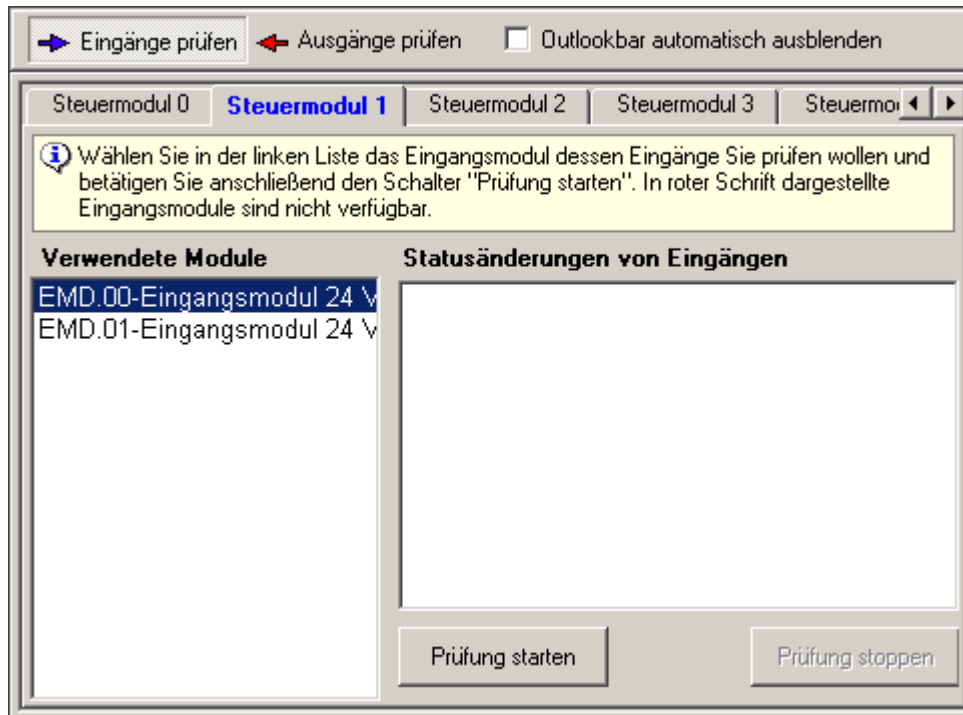 Eingänge prüfen Ausgänge prüfen Outlookbar automatisch ausblenden
Steuermodul 0 Steuermodul 1 Steuermodul 2 Steuermodul 3 Steuermo
Wählen Sie in der linken Liste das Eingangsmodul dessen Eingänge Sie prüfen wollen und
betätigen Sie anschließend den Schalter "Prüfung starten". In roter Schrift dargestellte
Eingangsmodule sind nicht verfügbar.
Verwendete Module Statusänderungen von Eingängen
EMD.00-Eingangsmodul 24 V
EMD.01-Eingangsmodul 24 V
Prüfung starten Prüfung stoppen